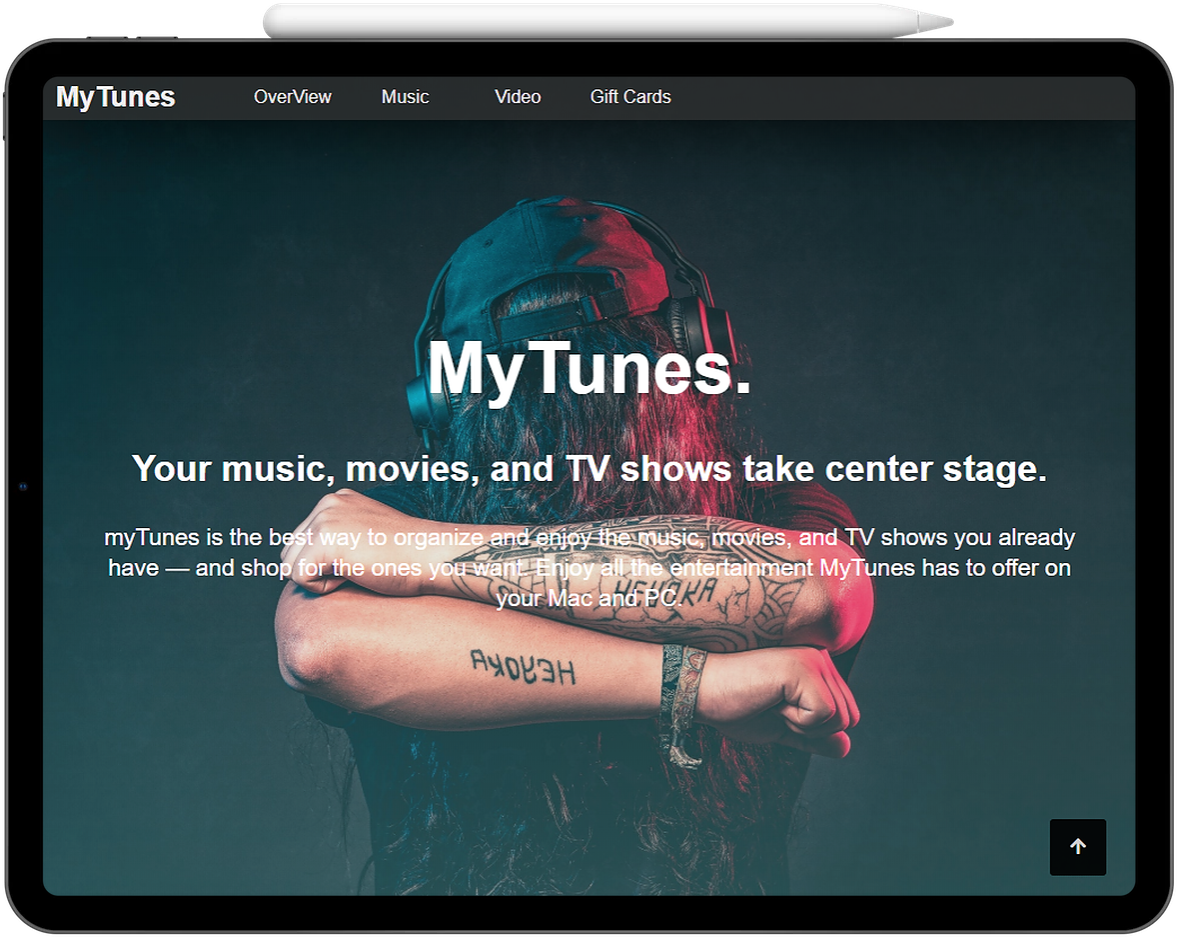 MyTunes
OverView Music Video Gift Cards
MyTunes.
Your music, movies, and TV shows take center stage.
myTunes is the best way to organize and enjoy the music, movies, and TV shows you already
have — and shop for the ones you want. Enjoy all the entertainment MyTunes has to offer on
your Mac and PC.
HEYOKA
HEYOKA